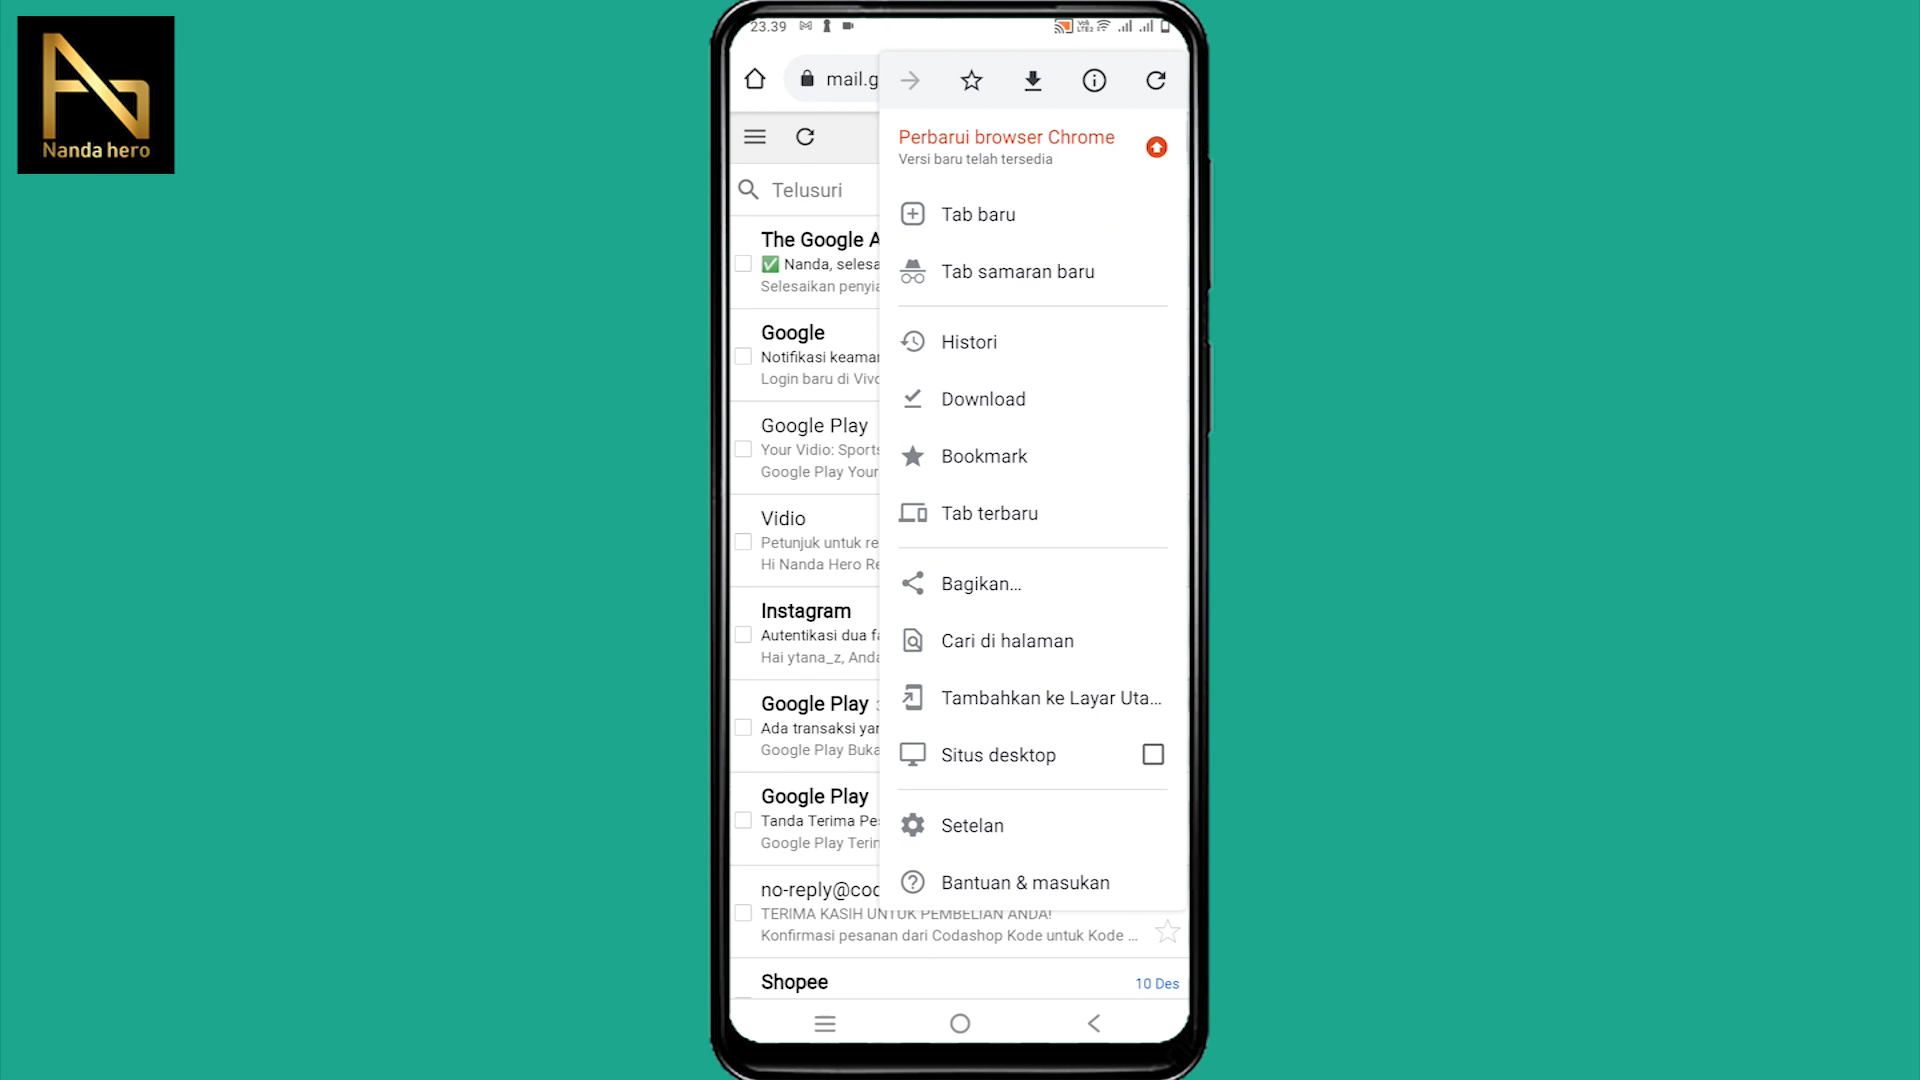 Nanda hero
23.39
mail.g
Perbarui browser Chrome
Versi baru telah tersedia
Telusuri
Tab baru
The Google A
✅ Nanda, selesa
Selesaikan penyia
Tab samaran baru
Google
Notifikasi keamar
Login baru di Vivo
Histori
Download
Google Play
Your Vidio: Sports
Google Play Your
Bookmark
Vidio
Petunjuk untuk re
Hi Nanda Hero Re
Tab terbaru
Bagikan...
Instagram
Autentikasi dua fa
Hai ytana_z, Anda
Cari di halaman
Google Play
Ada transaksi yan
Google Play Buka
Tambahkan ke Layar Uta...
Situs desktop
Google Play
Tanda Terima Pe
Google Play Terin
Setelan
Bantuan & masukan
no-reply@cod
TERIMA KASIH UNTUK PEMBELIAN ANDA!
Konfirmasi pesanan dari Codashop Kode untuk Kode ...
Shopee
10 Des